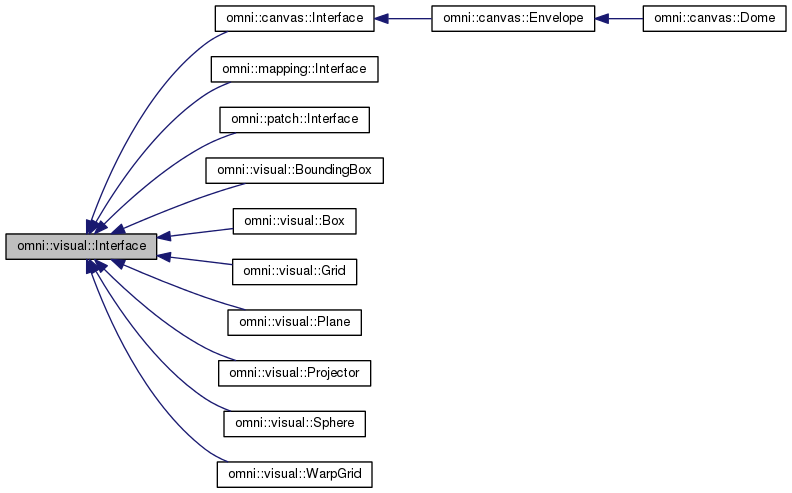 omni::canvas::Interface
omni::canvas::Envelope
omni::canvas::Dome
omni::mapping::Interface
omni::patch::Interface
omni::visual::BoundingBox
omni::visual::Box
omni::visual::Interface
omni::visual::Grid
omni::visual::Plane
omni::visual::Projector
omni::visual::Sphere
omni::visual::WarpGrid